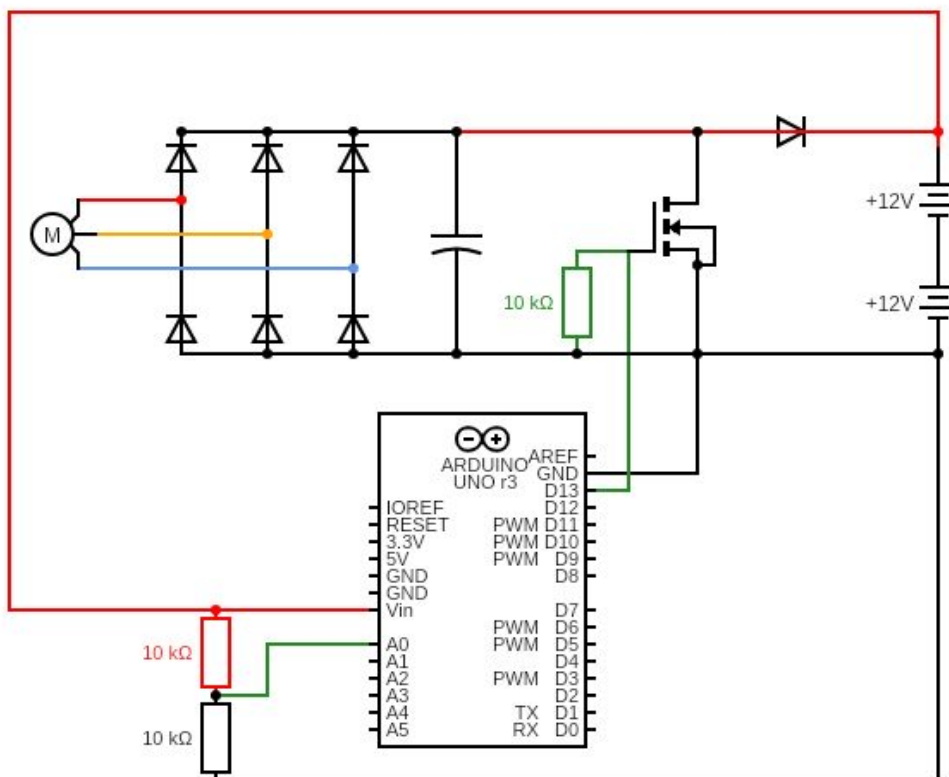 M
+12V
10 kΩ
+12V
ARDUINO
UNO r3
AREF
GND
D13
D12
IOREF
RESET
PWM D11
3.3V
PWM D10
5V
PWM D9
GND
D8
GND
Vin
D7
PWM D6
10 kΩ
A0
PWM D5
A1
D4
A2
PWM D3
A3
D2
10 kΩ
A4
TX D1
A5
RX D0